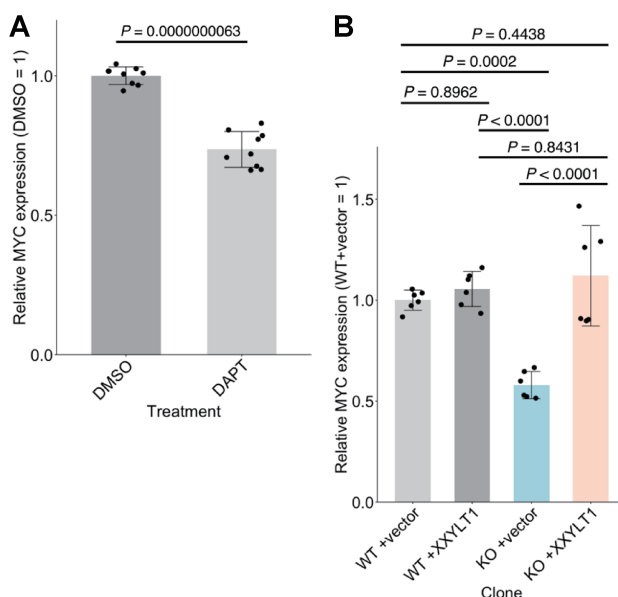 A
P = 0.0000000063
Relative MYC expression (DMSO = 1)
1.0
0.5
0.0
DMSO
DAPT
Treatment
B
P = 0.4438
P = 0.0002
P = 0.8962
P < 0.0001
P = 0.8431
P < 0.0001
Relative MYC expression (WT+vector = 1)
1.5
1.0
0.5
0.0
WT +vector
WT +XXYLT1
KO +vector
KO +XXYLT1
Clone